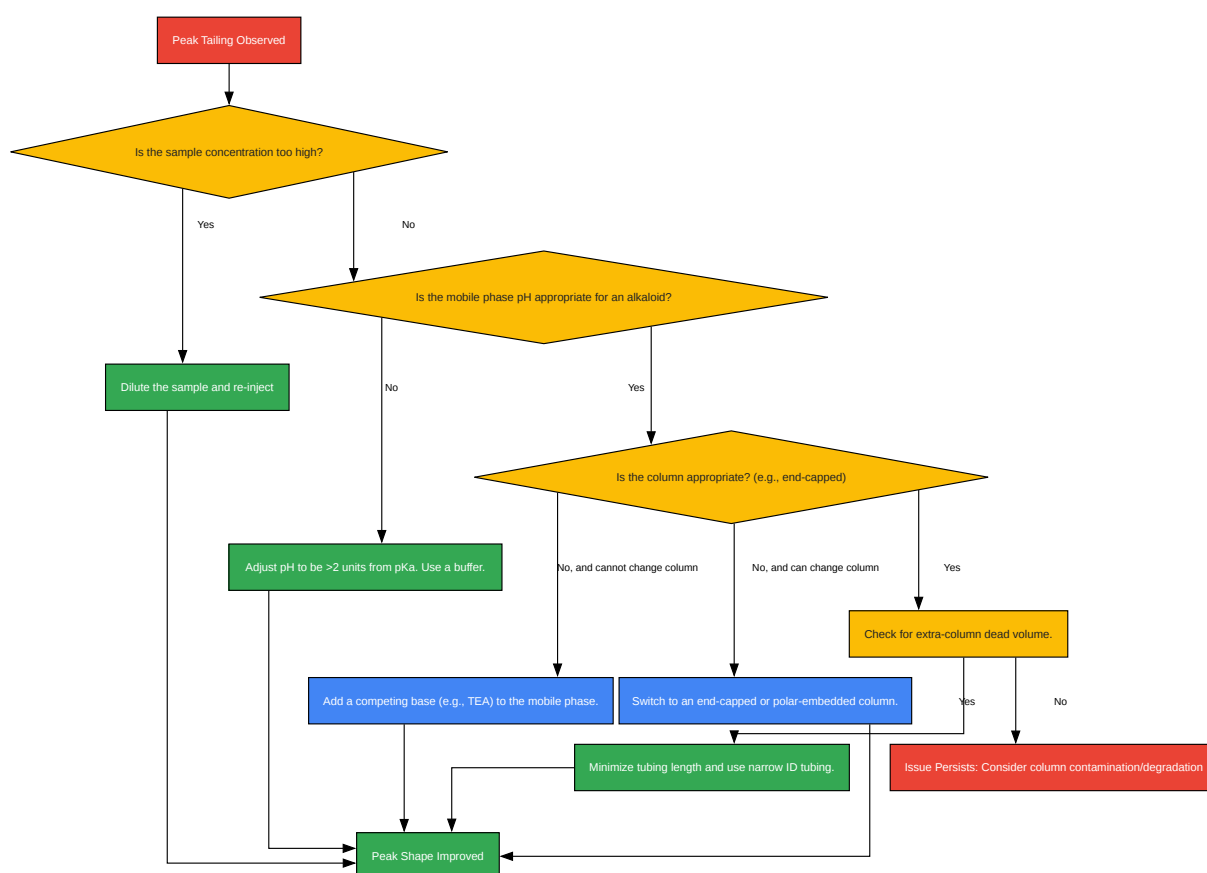 Peak Tailing Observed
Is the sample concentration too high?
Yes
No
Is the mobile phase pH appropriate for an alkaloid?
Dilute the sample and re-inject
No
Yes
Is the column appropriate? (e.g., end-capped)
Adjust pH to be >2 units from pKa. Use a buffer.
No, and cannot change column
No, and can change column
Yes
Check for extra-column dead volume.
Add a competing base (e.g., TEA) to the mobile phase.
Switch to an end-capped or polar-embedded column.
Yes
No
Minimize tubing length and use narrow ID tubing.
Issue Persists: Consider column contamination/degradation
Peak Shape Improved